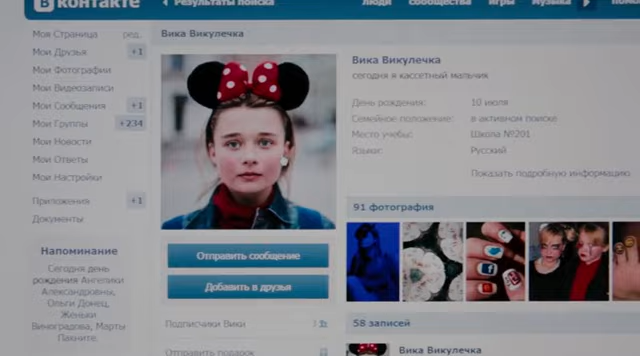 Вконтакте
Результаты поиска
люди сообщества игры музыка
Моя Страница ред.
Мои Друзья +1
Мои Фотографии
Мои Видеозаписи
Мои Сообщения +1
Мои Группы +234
Мои Новости
Мои Ответы
Мои Настройки
Приложения +1
Документы
Напоминание
Сегодня день
рождения Ангелики
Александровны,
Ольги Донец,
Женьки
Виноградова, Марты
Пахните.
Вика Викулечка
Отправить сообщение
Добавить в друзья
Подписчики Вики
Отправить подарок
Вика Викулечка
сегодня я кассетный мальчик
День рождения: 10 июля
Семейное положение: в активном поиске
Место учебы: Школа №201
Языки: Русский
Показать подробную информацию
91 фотография
58 записей
Вика Викулечка